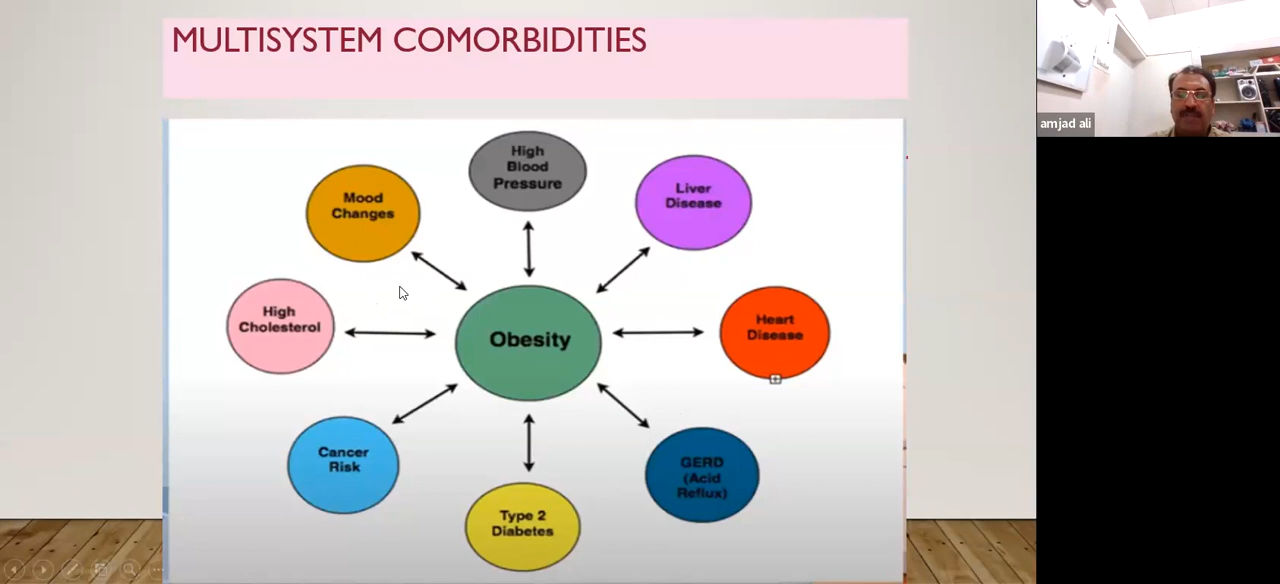 MULTISYSTEM COMORBIDITIES
amjad ali
High
Blood
Pressure
Mood
Changes
Liver
Disease
High
Cholesterol
Obesity
Heart
Disease
Cancer
Risk
GERD
(Acid
Reflux)
Type 2
Diabetes